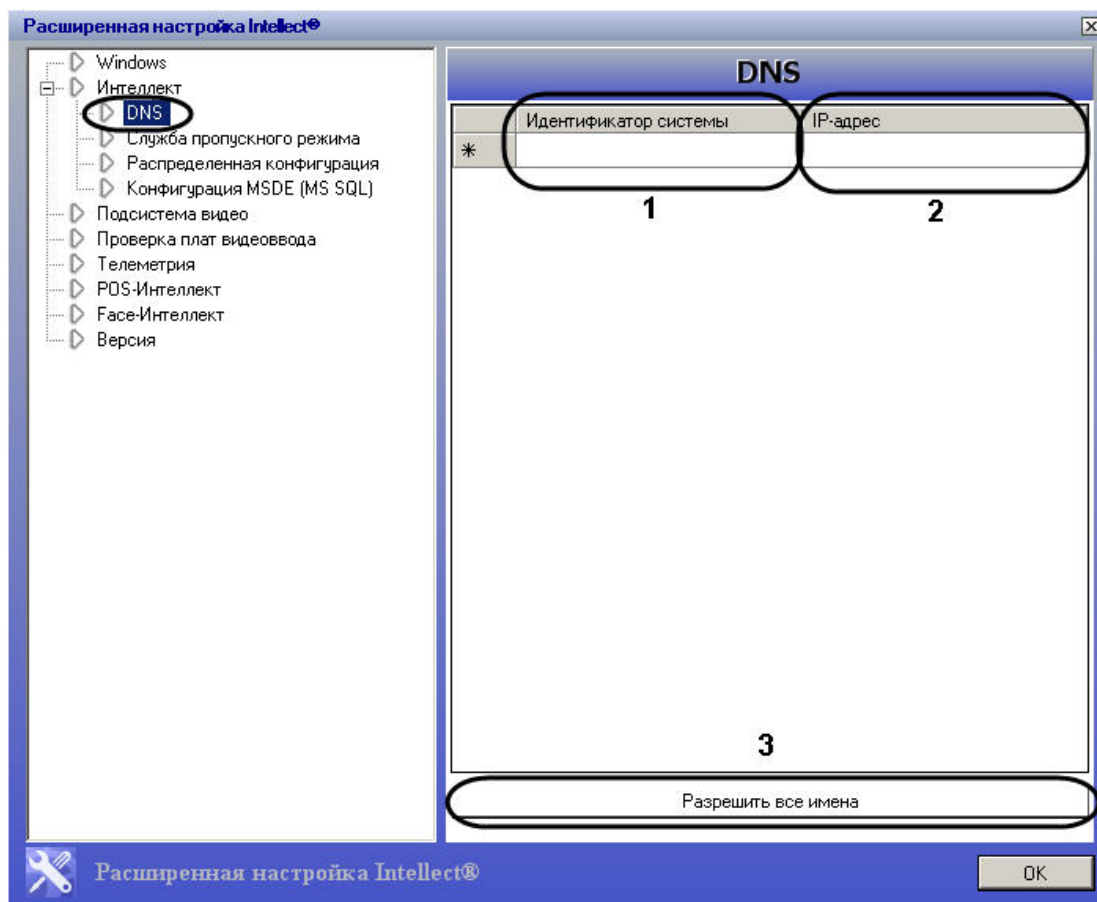 Расширенная настройка Intellect®
Windows
Интеллект
DNS
Служба пропускного режима
Распределенная конфигурация
Конфигурация MSDE (MS SQL)
Подсистема видео
Проверка плат видеоввода
Телеметрия
POS-Интеллект
Face-Интеллект
Версия
DNS
Идентификатор системы IP-адрес
*
1 2
3
Разрешить все имена
Расширенная настройка Intellect®
OK